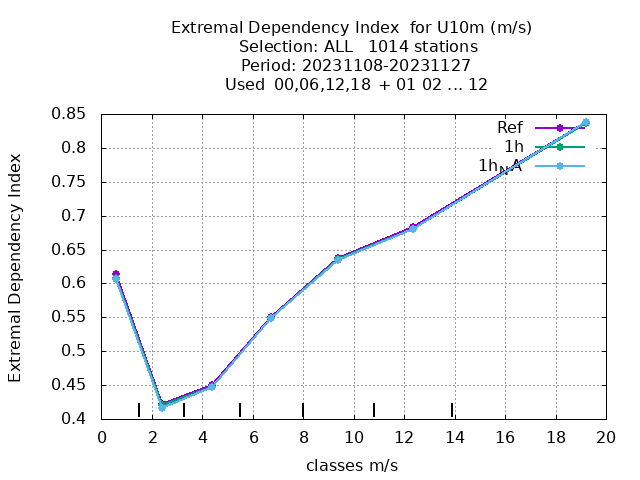 Extremal Dependency Index for U10m (m/s)
Selection: ALL 1014 stations
Period: 20231108-20231127
Used 00,06,12,18 + 01 02 ... 12
Extremal Dependency Index
0.85
0.8
0.75
0.7
0.65
0.6
0.55
0.5
0.45
0.4
Ref
1h
1hNA
0 2 4 6 8 10 12 14 16 18 20
classes m/s